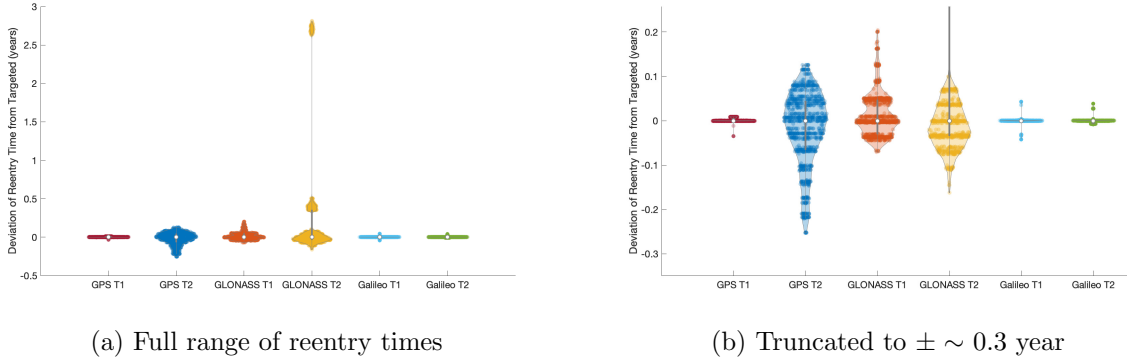 Deviation of Reentry Time from Targeted (years)
3
2.5
2
1.5
1
0.5
0
-0.5
GPS T1 GPS T2 GLONASS T1 GLONASS T2 Galileo T1 Galileo T2
(a) Full range of reentry times
Deviation of Reentry Time from Targeted (years)
0.2
0.1
0
-0.1
-0.2
-0.3
GPS T1 GPS T2 GLONASS T1 GLONASS T2 Galileo T1 Galileo T2
(b) Truncated to ± ∼ 0.3 year